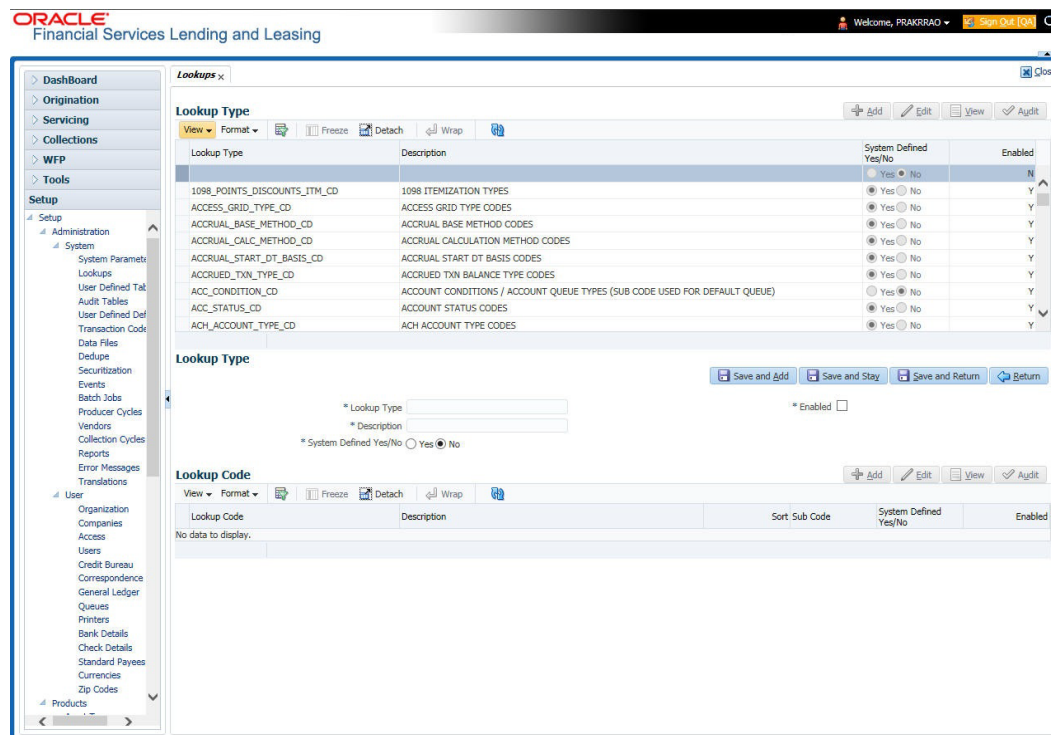 ORACLE
Financial Services Lending and Leasing
Welcome, PRAKRRAO
Sign Out [QA]
DashBoard
Origination
Servicing
Collections
WFP
Tools
Setup
Setup
Administration
System
System Paramete
Lookups
User Defined Tab
Audit Tables
User Defined Def
Transaction Code
Data Files
Dedupe
Securitization
Events
Batch Jobs
Producer Cycles
Vendors
Collection Cycles
Reports
Error Messages
Translations
User
Organization
Companies
Access
Users
Credit Bureau
Correspondence
General Ledger
Queues
Printers
Bank Details
Check Details
Standard Payees
Currencies
Zip Codes
Products
Lookups
Clos
Lookup Type
Add Edit View Audit
View Format Freeze Detach Wrap
Lookup Type Description System Defined Yes/No Enabled
Yes No N
1098_POINTS_DISCOUNTS_ITM_CD 1098 ITEMIZATION TYPES Yes No Y
ACCESS_GRID_TYPE_CD ACCESS GRID TYPE CODES Yes No Y
ACCRUAL_BASE_METHOD_CD ACCRUAL BASE METHOD CODES Yes No Y
ACCRUAL_CALC_METHOD_CD ACCRUAL CALCULATION METHOD CODES Yes No Y
ACCRUAL_START_DT_BASIS_CD ACCRUAL START DT BASIS CODES Yes No Y
ACCRUED_TXN_TYPE_CD ACCRUED TXN BALANCE TYPE CODES Yes No Y
ACC_CONDITION_CD ACCOUNT CONDITIONS / ACCOUNT QUEUE TYPES (SUB CODE USED FOR DEFAULT QUEUE) Yes No Y
ACC_STATUS_CD ACCOUNT STATUS CODES Yes No Y
ACH_ACCOUNT_TYPE_CD ACH ACCOUNT TYPE CODES Yes No Y
Lookup Type
Save and Add Save and Stay Save and Return Return
* Lookup Type
* Enabled
* Description
* System Defined Yes/No Yes No
Lookup Code
Add Edit View Audit
View Format Freeze Detach Wrap
Lookup Code Description Sort Sub Code System Defined Yes/No Enabled
No data to display.